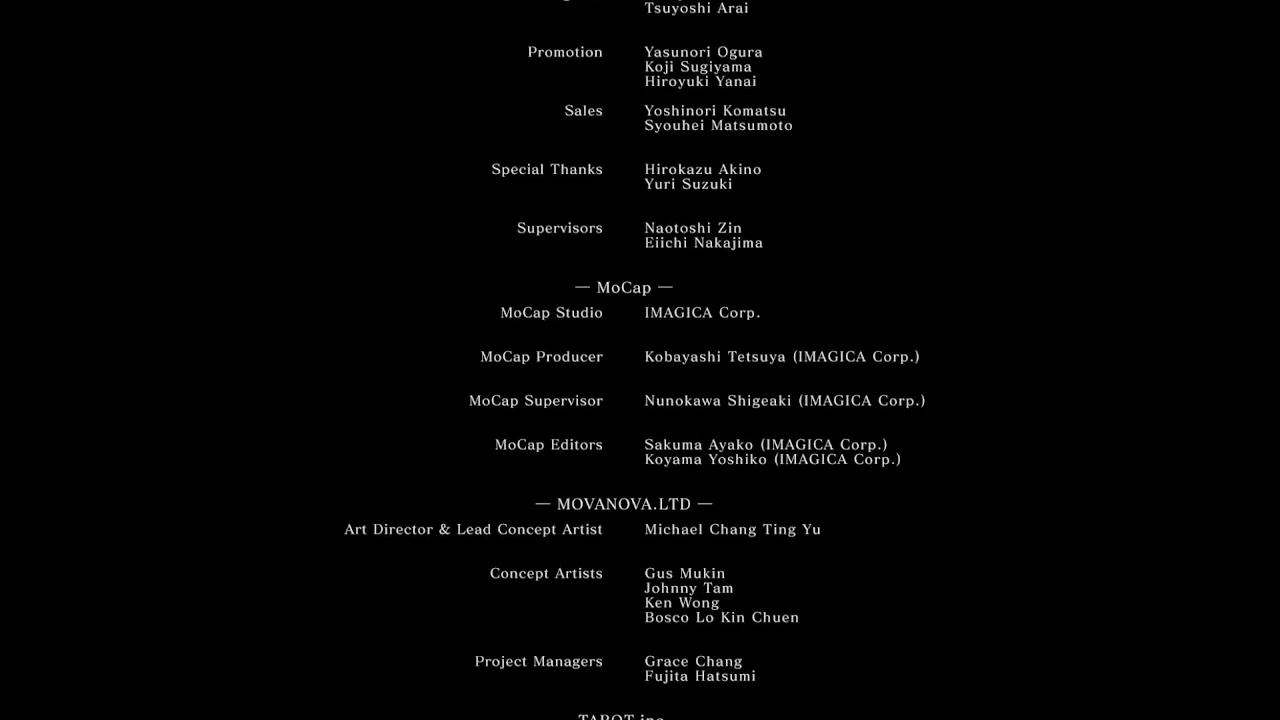 Tsuyoshi Arai
Promotion Yasunori Ogura
Koji Sugiyama
Hiroyuki Yanai
Sales Yoshinori Komatsu
Syouhei Matsumoto
Special Thanks Hirokazu Akino
Yuri Suzuki
Supervisors Naotoshi Zin
Eiichi Nakajima
— MoCap —
MoCap Studio IMAGICA Corp.
MoCap Producer Kobayashi Tetsuya (IMAGICA Corp.)
MoCap Supervisor Nunokawa Shigeaki (IMAGICA Corp.)
MoCap Editors Sakuma Ayako (IMAGICA Corp.)
Koyama Yoshiko (IMAGICA Corp.)
— MOVANOVA.LTD —
Art Director & Lead Concept Artist Michael Chang Ting Yu
Concept Artists Gus Mukin
Johnny Tam
Ken Wong
Bosco Lo Kin Chuen
Project Managers Grace Chang
Fujita Hatsumi
TAROT inc